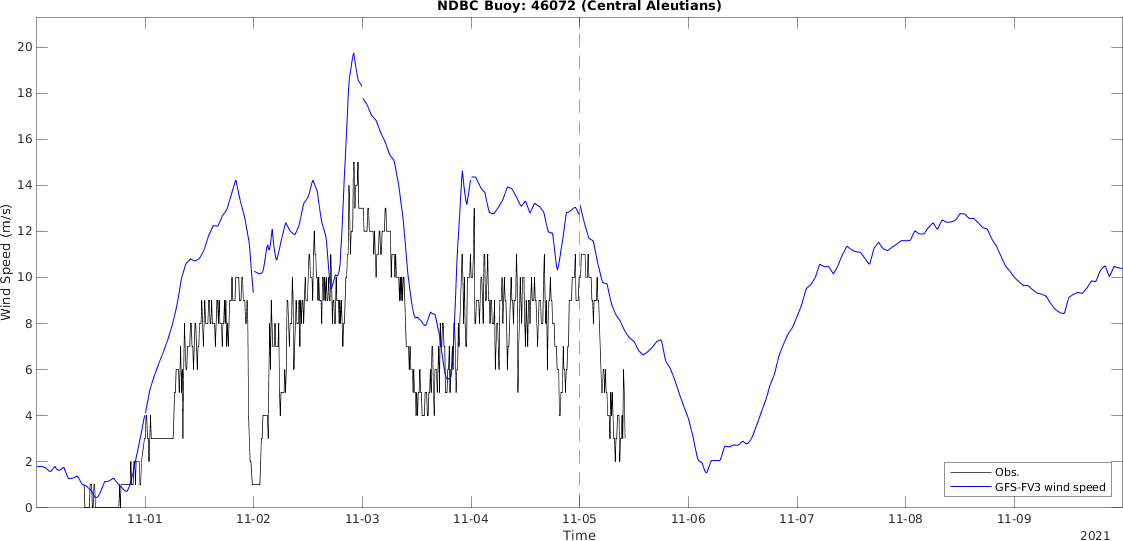 NDBC Buoy: 46072 (Central Aleutians)
20
18
16
14
12
10
8
6
4
2
0
Wind Speed (m/s)
11-01 11-02 11-03 11-04 11-05 11-06 11-07 11-08 11-09
Time
2021
Obs.
GFS-FV3 wind speed